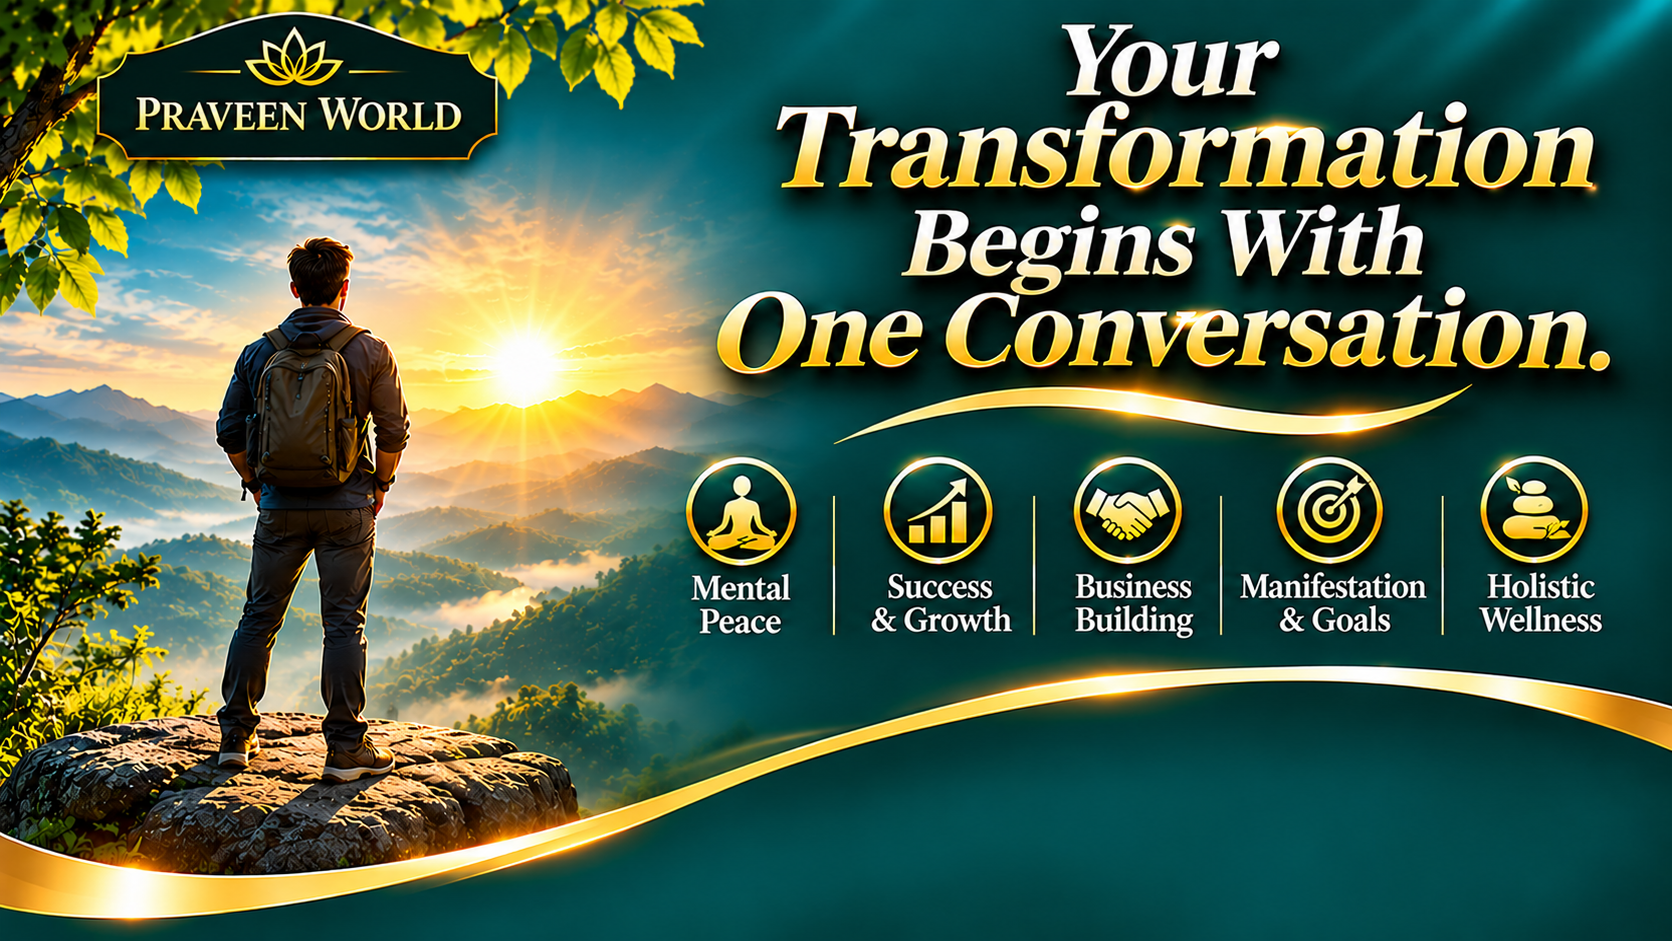 PRAVEEN WORLD
Your
Transformation
Begins With
One Conversation.
Mental
Peace
Success
& Growth
Business
Building
Manifestation
& Goals
Holistic
Wellness